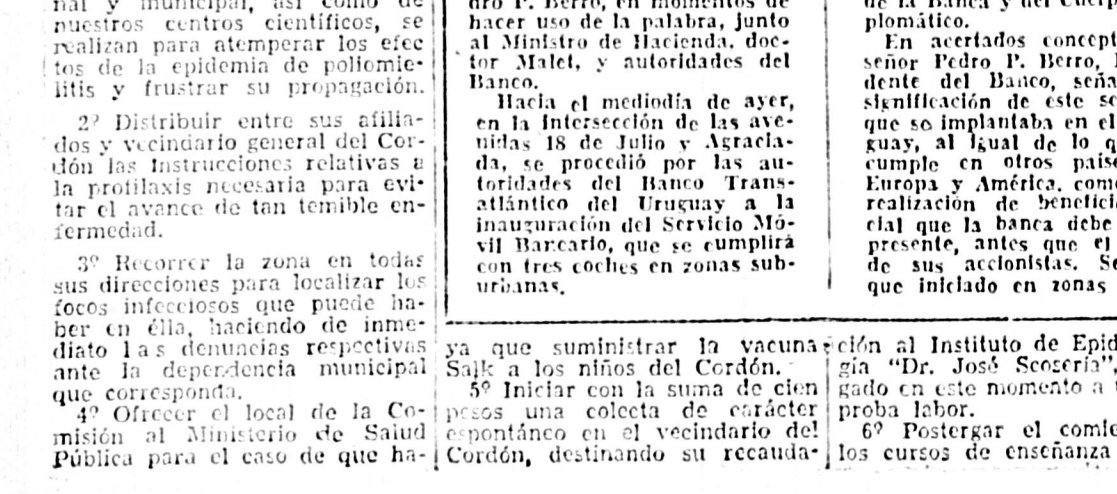 nal y municipal, así como de
nuestros centros científicos, se
realizan para atemperar los efec
tos de la epidemia de poliomie-
litis y frustrar su propagación.
2º Distribuir entre sus afilia-
dos y vecindario general del Cor-
dón las instrucciones relativas a
la profilaxis necesaria para evi-
tar el avance de tan temible en-
fermedad.
3º Recorrer la zona en todas
sus direcciones para localizar los
focos infecciosos que puede ha-
ber en élla, haciendo de inme-
diato las denuncias respectivas
ante la dependencia municipal
que corresponda.
4º Ofrecer el local de la Co-
misión al Ministerio de Salud
Pública para el caso de que ha-
ya que suministrar la vacuna
Salk a los niños del Cordón.
5º Iniciar con la suma de cien
pesos una colecta de carácter
espontáneo en el vecindario del
Cordón, destinando su recauda-
ción al Instituto de Epid
gía "Dr. José Scosería",
gado en este momento a
proba labor.
6º Postergar el comie
los cursos de enseñanza
dro P. Berro, en momentos de
hacer uso de la palabra, junto
al Ministro de Hacienda, doc-
tor Malet, y autoridades del
Banco.
Hacia el mediodía de ayer,
en la intersección de las ave-
nidas 18 de Julio y Agracia-
da, se procedió por las au-
toridades del Banco Trans-
atlántico del Uruguay a la
inauguración del Servicio Mó-
vil Bancario, que se cumplirá
con tres coches en zonas sub-
urbanas.
de la Banca y del Cuerp
plomático.
En acertados concept
señor Pedro P. Berro,
dente del Banco, seña
significación de este se
que se implantaba en el
guay, al igual de lo q
cumple en otros paise
Europa y América, como
realización de benefici
cial que la banca debe
presente, antes que el
de sus accionistas. Se
que iniciado en zonas